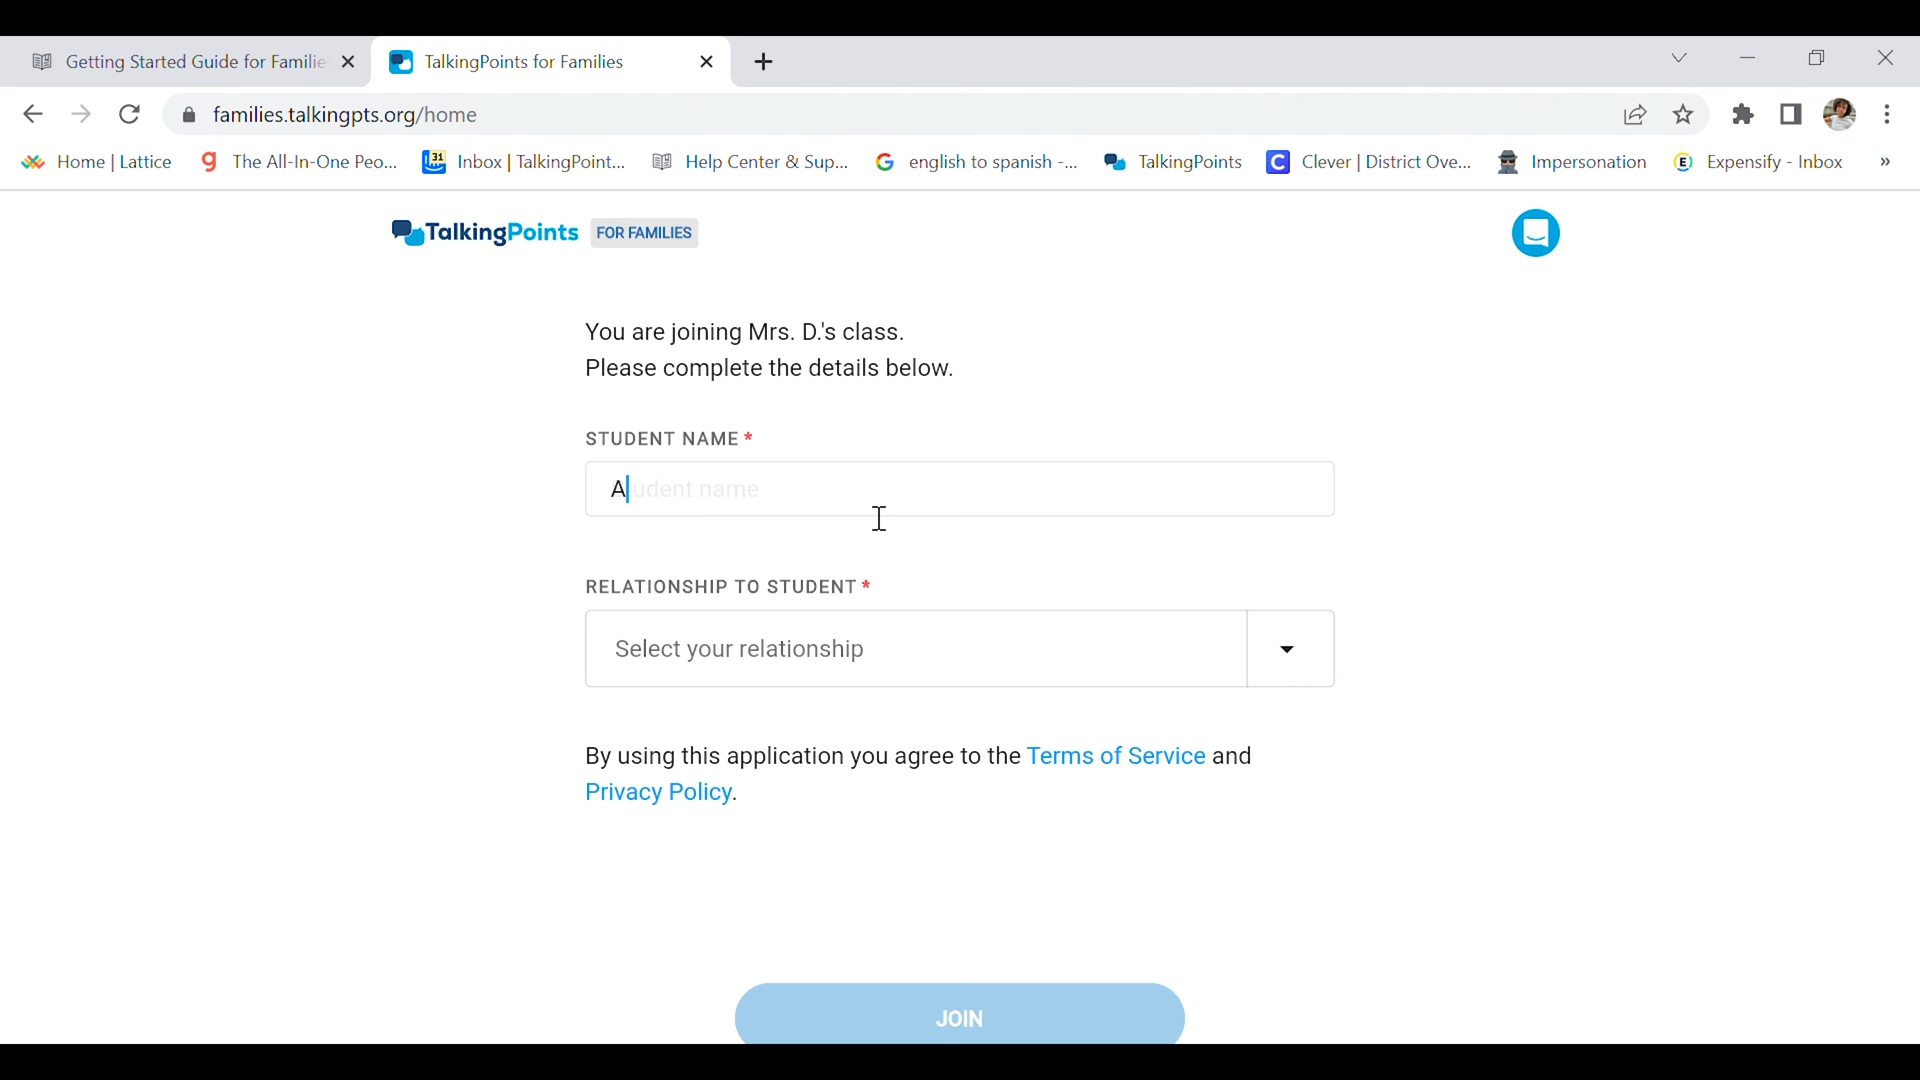 Getting Started Guide for Familie
TalkingPoints for Families
families.talkingpts.org/home
Home | Lattice
The All-In-One Peo...
31
Inbox | TalkingPoint...
Help Center & Sup...
english to spanish -...
TalkingPoints
C
Clever | District Ove...
Impersonation
E
Expensify - Inbox
»
TalkingPoints FOR FAMILIES
You are joining Mrs. D.'s class.
Please complete the details below.
STUDENT NAME *
A udent name
RELATIONSHIP TO STUDENT *
Select your relationship
By using this application you agree to the Terms of Service and
Privacy Policy.
JOIN